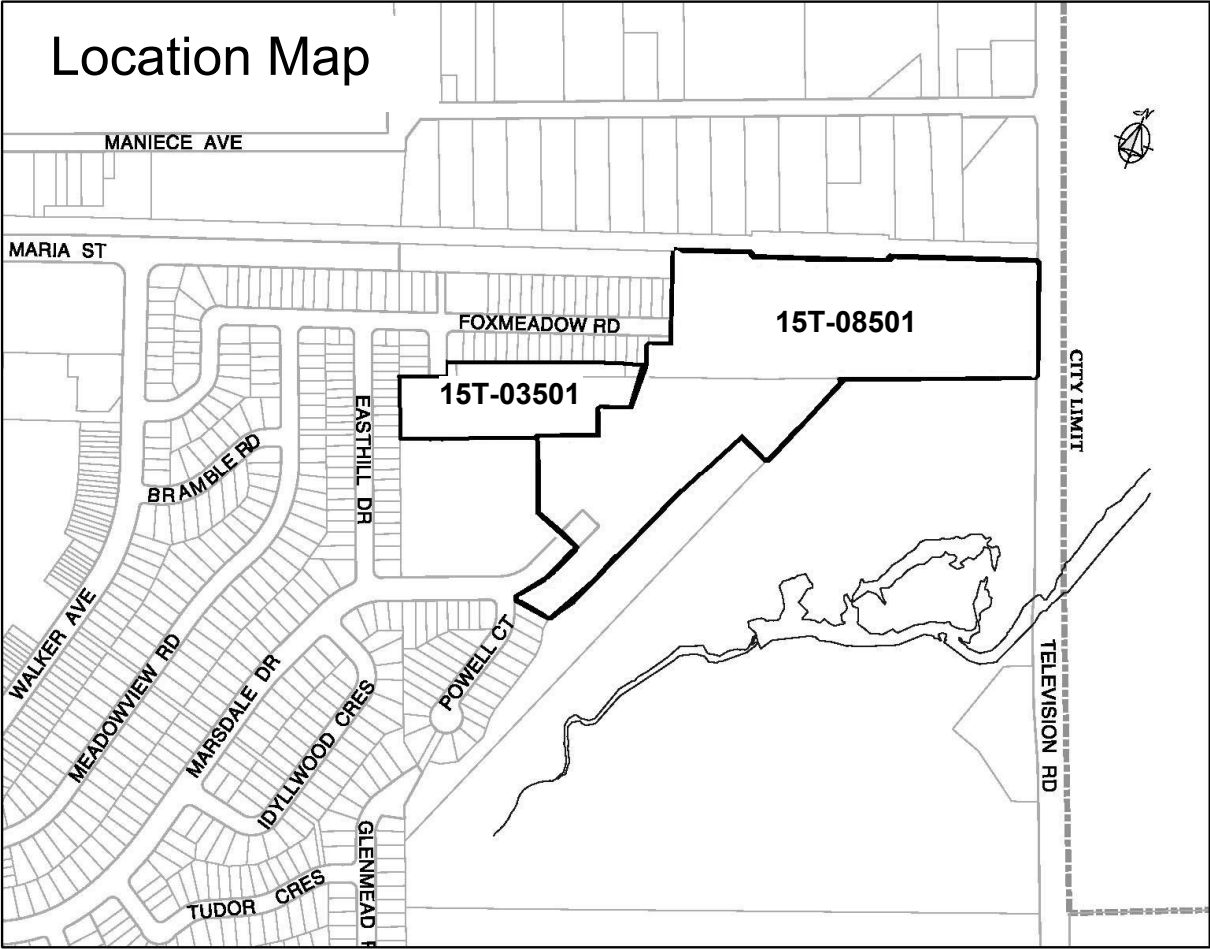 Location Map
MANIECE AVE
N
MARIA ST
FOXMEADOW RD
15T-08501
15T-03501
CITY LIMIT
EASTHILL DR
BRAMBLE RD
WALKER AVE
MEADOWVIEW RD
MARSDALE DR
POWELL CT
IDYLLWOOD CRES
TELEVISION RD
GLENMEAD
TUDOR CRES